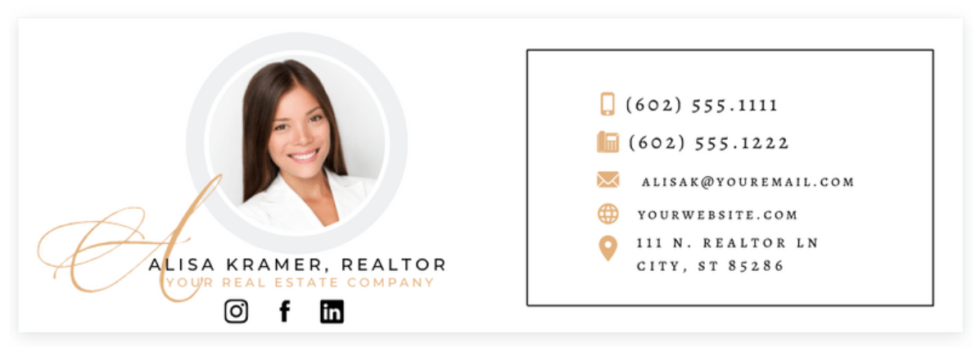 A
ALISA KRAMER, REALTOR
YOUR REAL ESTATE COMPANY
f
in
(602) 555.1111
(602) 555.1222
ALISAK@YOUREMAIL.COM
YOURWEBSITE.COM
111 N. REALTOR LN
CITY, ST 85286